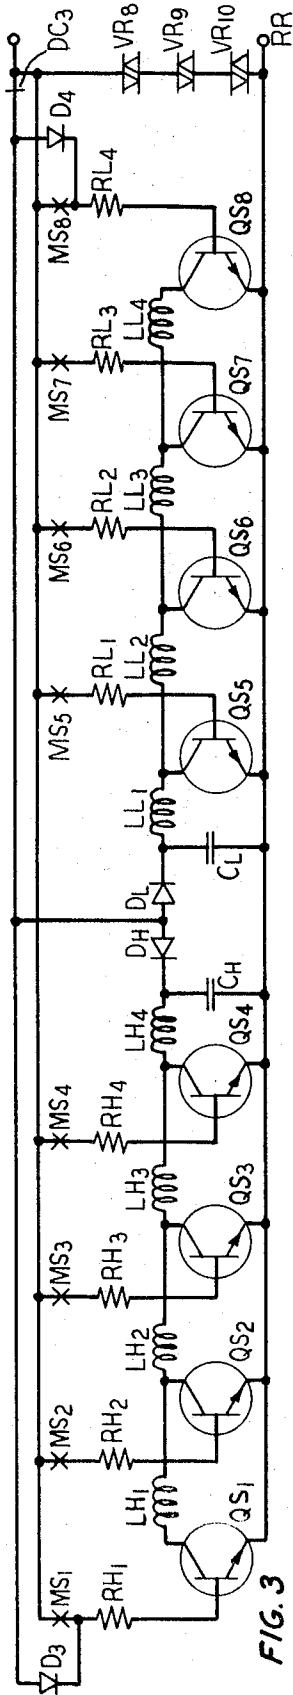 DC3
VR8
VR9
VR10
RR
D4
MS8
RL4
QS8
LL4
MS7
RL3
QS7
LL3
MS6
RL2
QS6
LL2
MS5
RL1
QS5
LL1
DL
CL
DH
CH
LH4
MS4
RH4
QS4
LH3
MS3
RH3
QS3
LH2
MS2
RH2
QS2
LH1
MS1
D3
RH1
QS1
FIG. 3